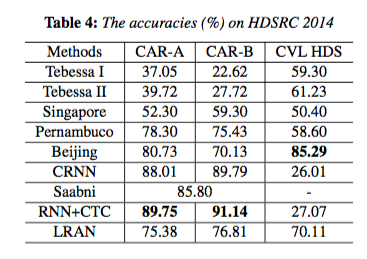 Table 4: The accuracies (%) on HDSRC 2014
Methods CAR-A CAR-B CVL HDS
Tebessa I 37.05 22.62 59.30
Tebessa II 39.72 27.72 61.23
Singapore 52.30 59.30 50.40
Pernambuco 78.30 75.43 58.60
Beijing 80.73 70.13 85.29
CRNN 88.01 89.79 26.01
Saabni 85.80 -
RNN+CTC 89.75 91.14 27.07
LRAN 75.38 76.81 70.11